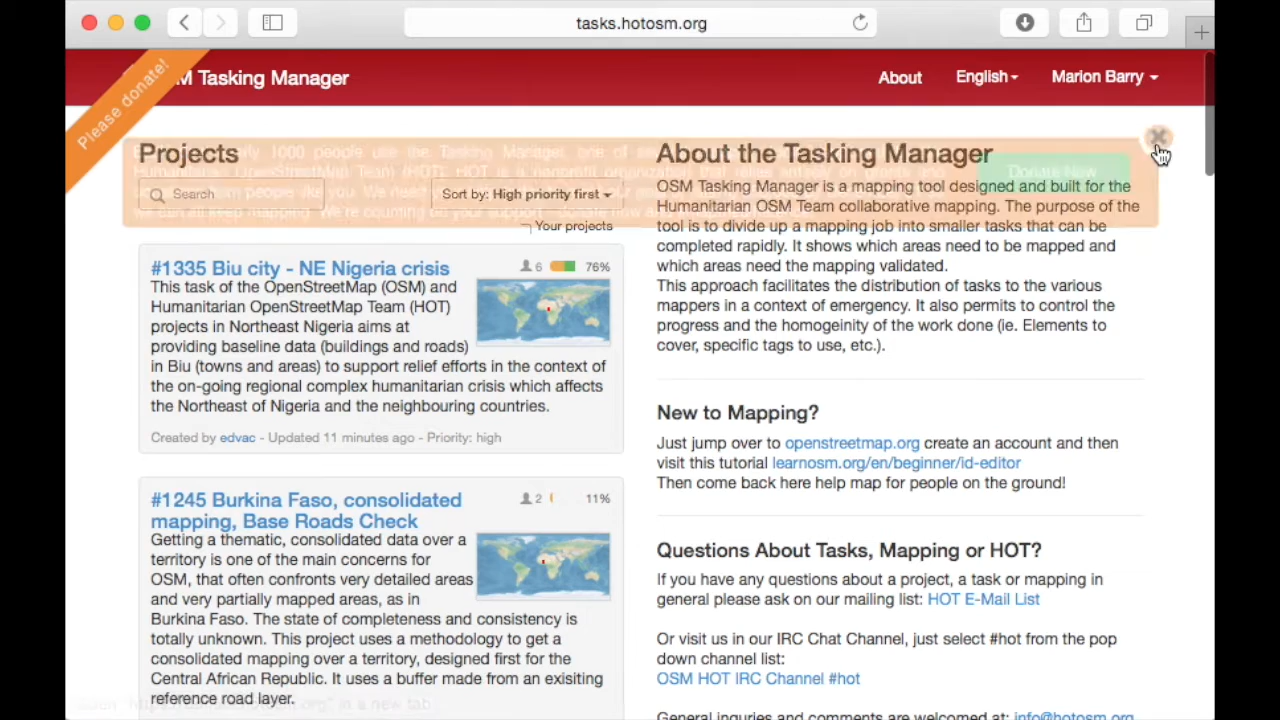 tasks.hotosm.org
Please donate!
M Tasking Manager
About
English
Marion Barry
Projects
Search
Sort by: High priority first
Your projects
#1335 Biu city - NE Nigeria crisis
6 76%
This task of the OpenStreetMap (OSM) and
Humanitarian OpenStreetMap Team (HOT)
projects in Northeast Nigeria aims at
providing baseline data (buildings and roads)
in Biu (towns and areas) to support relief efforts in the context of
the on-going regional complex humanitarian crisis which affects
the Northeast of Nigeria and the neighbouring countries.
Created by edvac - Updated 11 minutes ago - Priority: high
#1245 Burkina Faso, consolidated
mapping, Base Roads Check
2 11%
Getting a thematic, consolidated data over a
territory is one of the main concerns for
OSM, that often confronts very detailed areas
and very partially mapped areas, as in
Burkina Faso. The state of completeness and consistency is
totally unknown. This project uses a methodology to get a
consolidated mapping over a territory, designed first for the
Central African Republic. It uses a buffer made from an exisiting
reference road layer.
About the Tasking Manager
Donate Now
OSM Tasking Manager is a mapping tool designed and built for the
Humanitarian OSM Team collaborative mapping. The purpose of the
tool is to divide up a mapping job into smaller tasks that can be
completed rapidly. It shows which areas need to be mapped and
which areas need the mapping validated.
This approach facilitates the distribution of tasks to the various
mappers in a context of emergency. It also permits to control the
progress and the homogeinity of the work done (ie. Elements to
cover, specific tags to use, etc.).
New to Mapping?
Just jump over to openstreetmap.org create an account and then
visit this tutorial learnosm.org/en/beginner/id-editor
Then come back here help map for people on the ground!
Questions About Tasks, Mapping or HOT?
If you have any questions about a project, a task or mapping in
general please ask on our mailing list: HOT E-Mail List
Or visit us in our IRC Chat Channel, just select #hot from the pop
down channel list:
OSM HOT IRC Channel #hot
General inquries and comments are welcomed at: info@hotosm.org